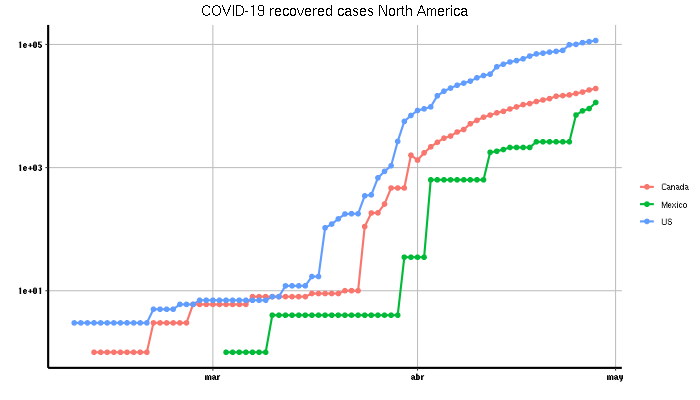 COVID-19 recovered cases North America
1e+05
1e+03
1e+01
mar
abr
may
Canada
Mexico
US